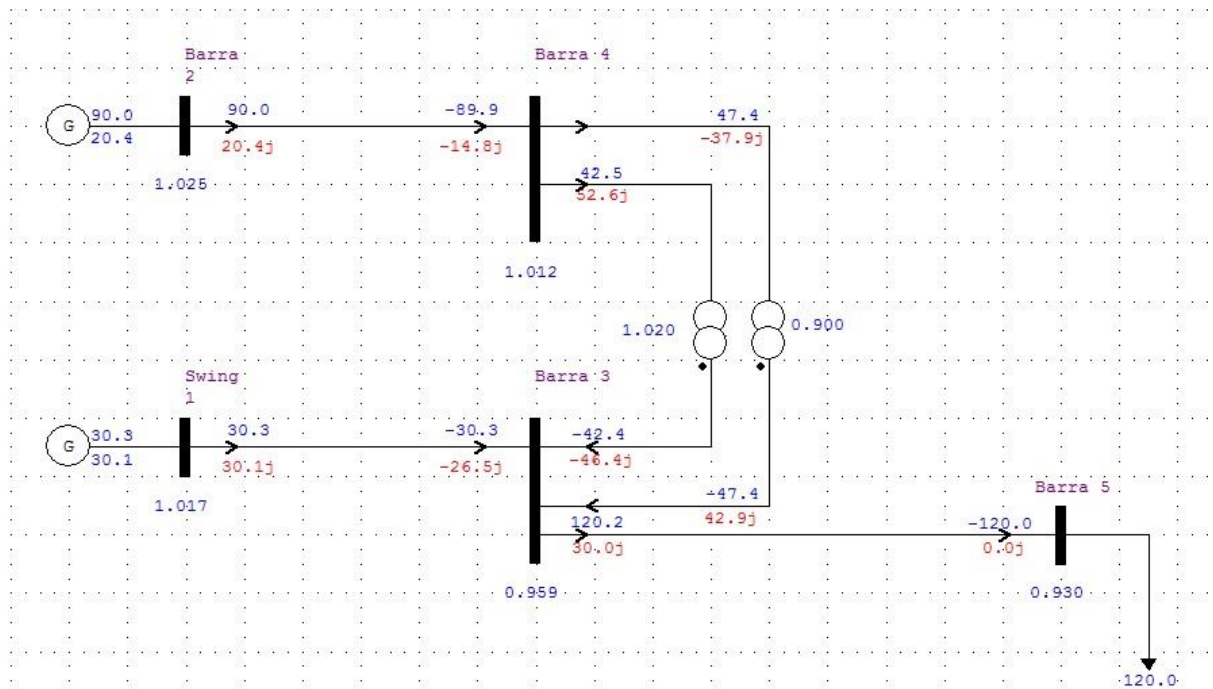 Barra
2
Barra 4
G
90.0
20.4
90.0
20.4j
-89.9
-14.8j
47.4
-37.9j
42.5
52.6j
1.025
1.012
1.020
0.900
Swing
1
Barra 3
G
30.3
30.1
30.3
30.1j
-30.3
-26.5j
-42.4
-46.4j
-47.4
42.9j
120.2
30.0j
1.017
0.959
Barra 5
-120.0
0.0j
0.930
120.0